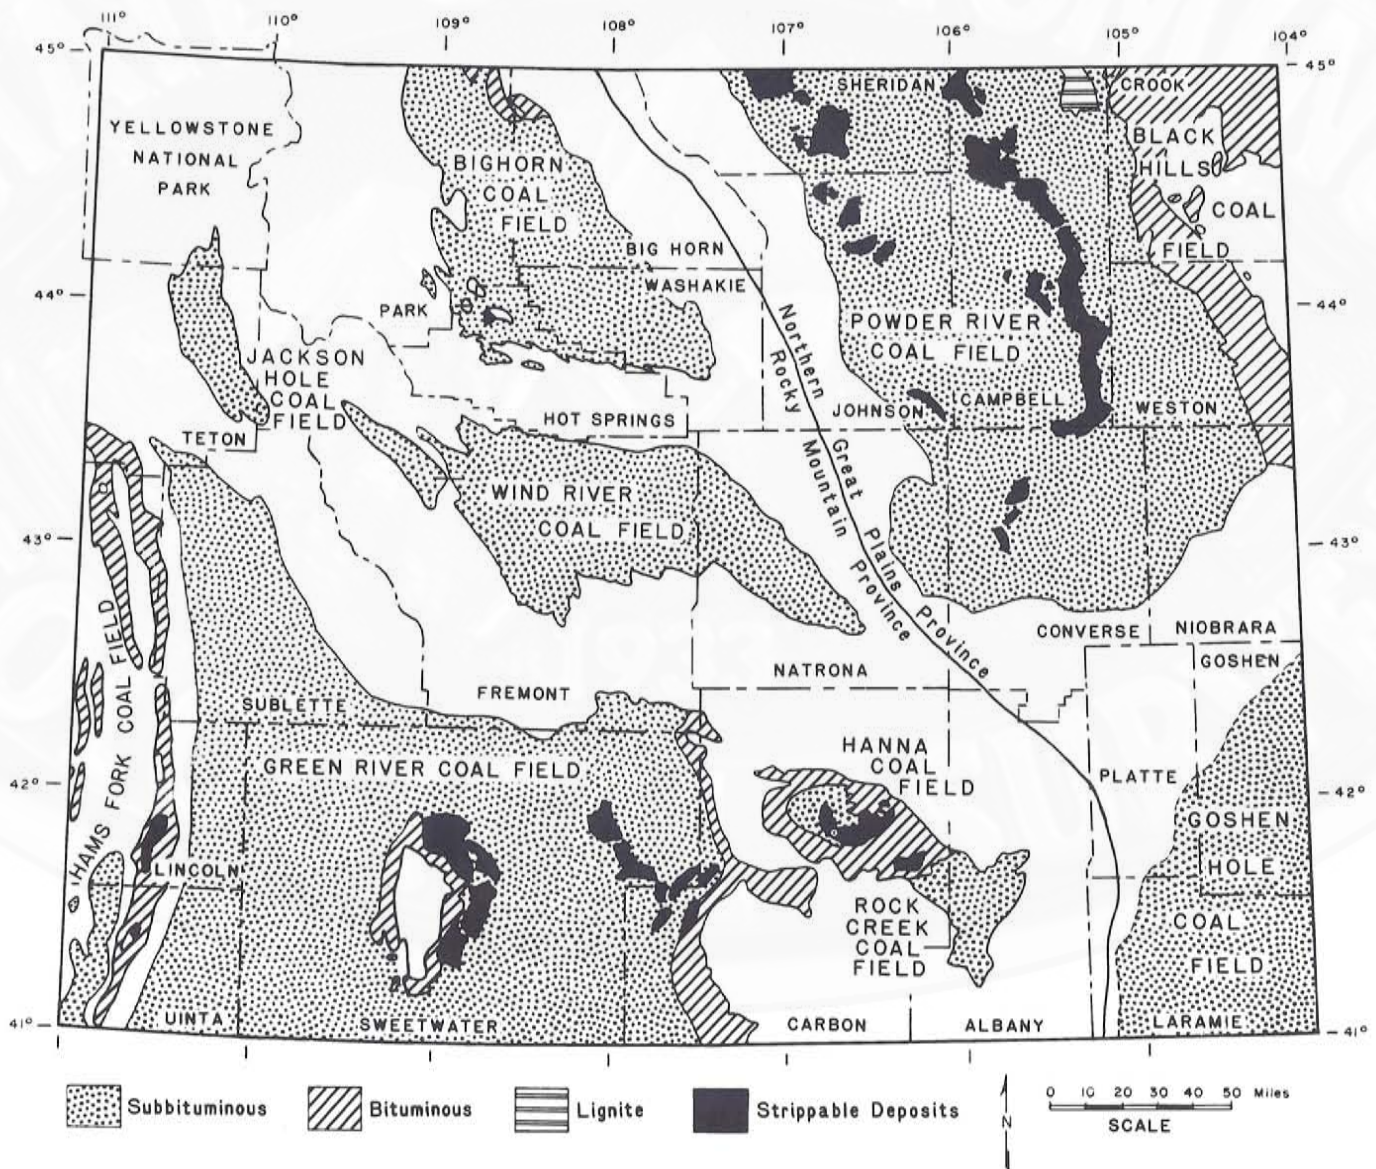 111° 110° 109° 108° 107° 106° 105° 104°
45° 45°
SHERIDAN
CROOK
YELLOWSTONE
NATIONAL
PARK
BLACK
HILLS
COAL
FIELD
BIGHORN
COAL
FIELD
BIG HORN
WASHAKIE
44° 44°
PARK
POWDER RIVER
COAL FIELD
JACKSON
HOLE
COAL
FIELD
Northern
Rocky
Mountain
Province
Great
Plains
Province
HOT SPRINGS
JOHNSON
CAMPBELL
WESTON
TETON
WIND RIVER
COAL FIELD
43° 43°
HAMS FORK COAL FIELD
CONVERSE
NIOBRARA
GOSHEN
NATRONA
FREMONT
SUBLETTE
HANNA
COAL
FIELD
GREEN RIVER COAL FIELD
PLATTE
42° 42°
GOSHEN
HOLE
COAL
FIELD
LINCOLN
ROCK
CREEK
COAL
FIELD
UINTA
SWEETWATER
CARBON
ALBANY
LARAMIE
41° 41°
Subbituminous
Bituminous
Lignite
Strippable Deposits
N
0 10 20 30 40 50 Miles
SCALE